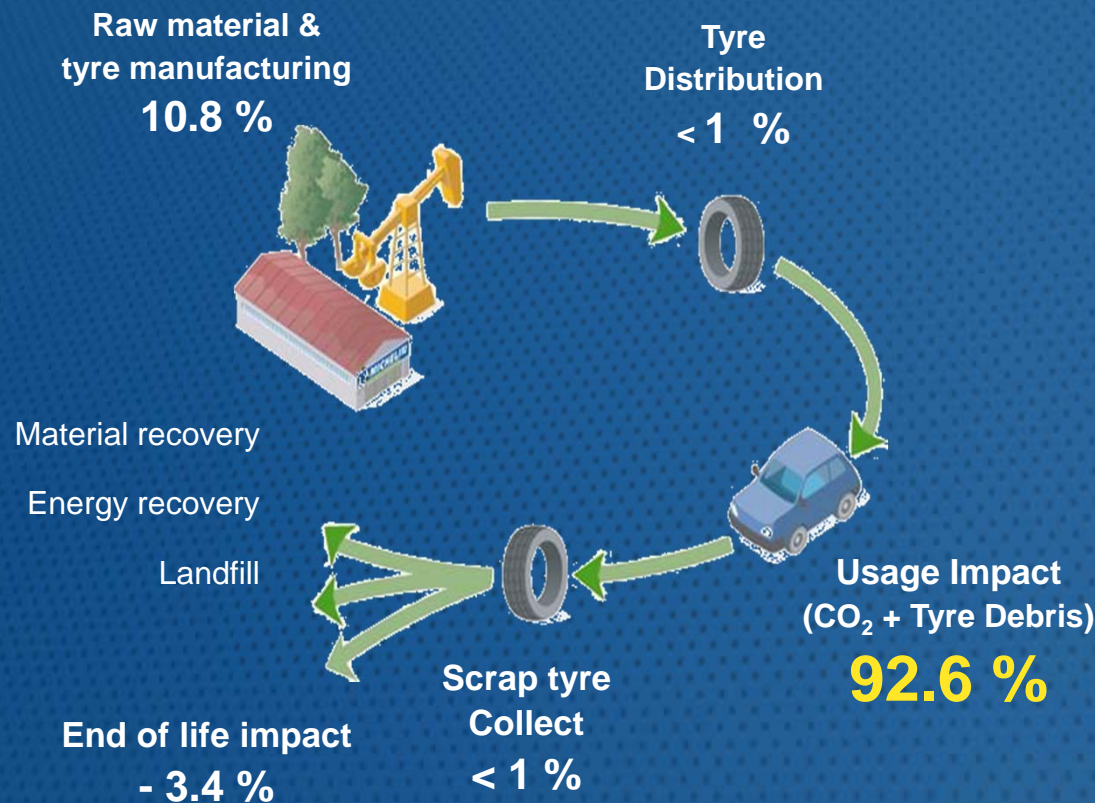 Raw material &
tyre manufacturing
10.8 %
Tyre
Distribution
< 1 %
MICHELIN
Material recovery
Energy recovery
Landfill
Usage Impact
(CO₂ + Tyre Debris)
92.6 %
Scrap tyre
Collect
< 1 %
End of life impact
- 3.4 %